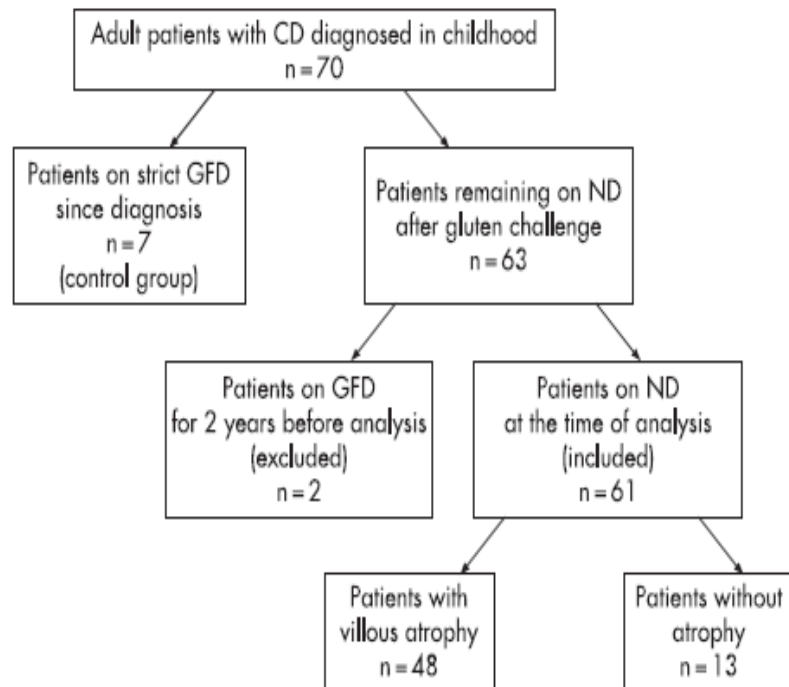 Adult patients with CD diagnosed in childhood
n = 70
Patients on strict GFD
since diagnosis
n = 7
(control group)
Patients remaining on ND
after gluten challenge
n = 63
Patients on GFD
for 2 years before analysis
(excluded)
n = 2
Patients on ND
at the time of analysis
(included)
n = 61
Patients with
villous atrophy
n = 48
Patients without
atrophy
n = 13